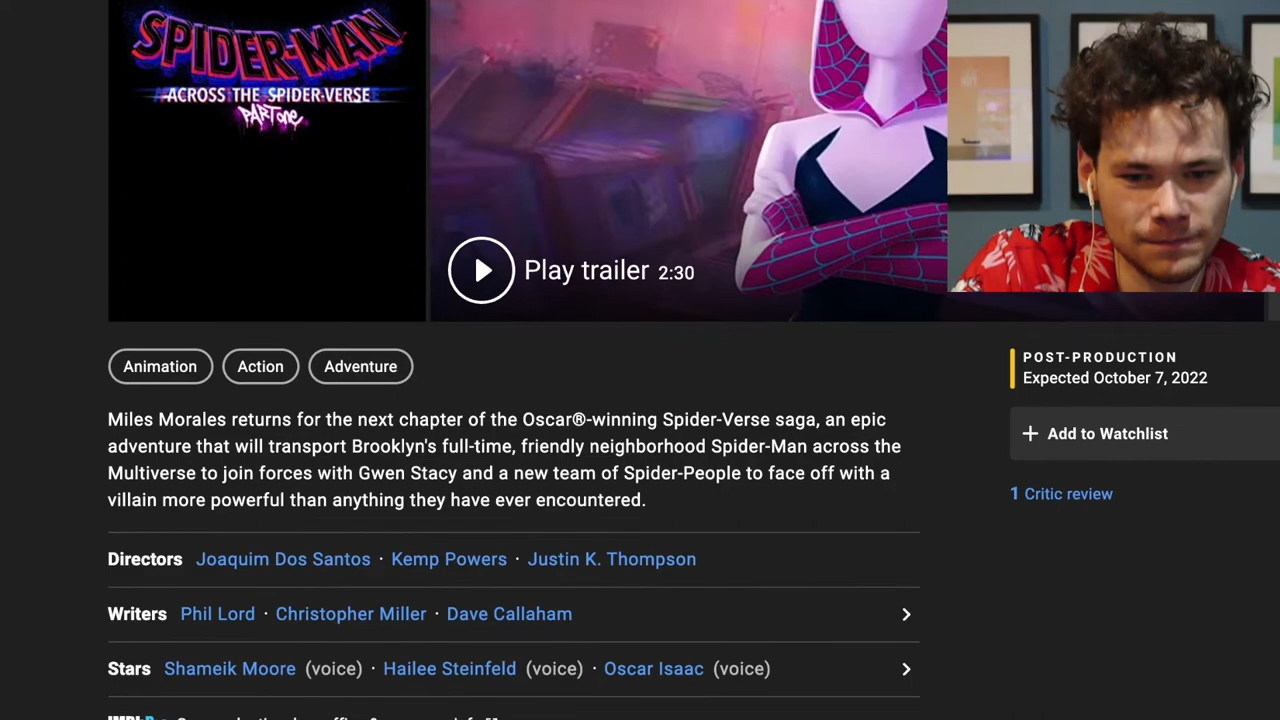 SPIDER-MAN
ACROSS THE SPIDER-VERSE
PART One
Play trailer 2:30
Animation
Action
Adventure
POST-PRODUCTION
Expected October 7, 2022
+ Add to Watchlist
1 Critic review
Miles Morales returns for the next chapter of the Oscar®-winning Spider-Verse saga, an epic
adventure that will transport Brooklyn's full-time, friendly neighborhood Spider-Man across the
Multiverse to join forces with Gwen Stacy and a new team of Spider-People to face off with a
villain more powerful than anything they have ever encountered.
Directors Joaquim Dos Santos · Kemp Powers · Justin K. Thompson
Writers Phil Lord · Christopher Miller · Dave Callaham
Stars Shameik Moore (voice) · Hailee Steinfeld (voice) · Oscar Isaac (voice)